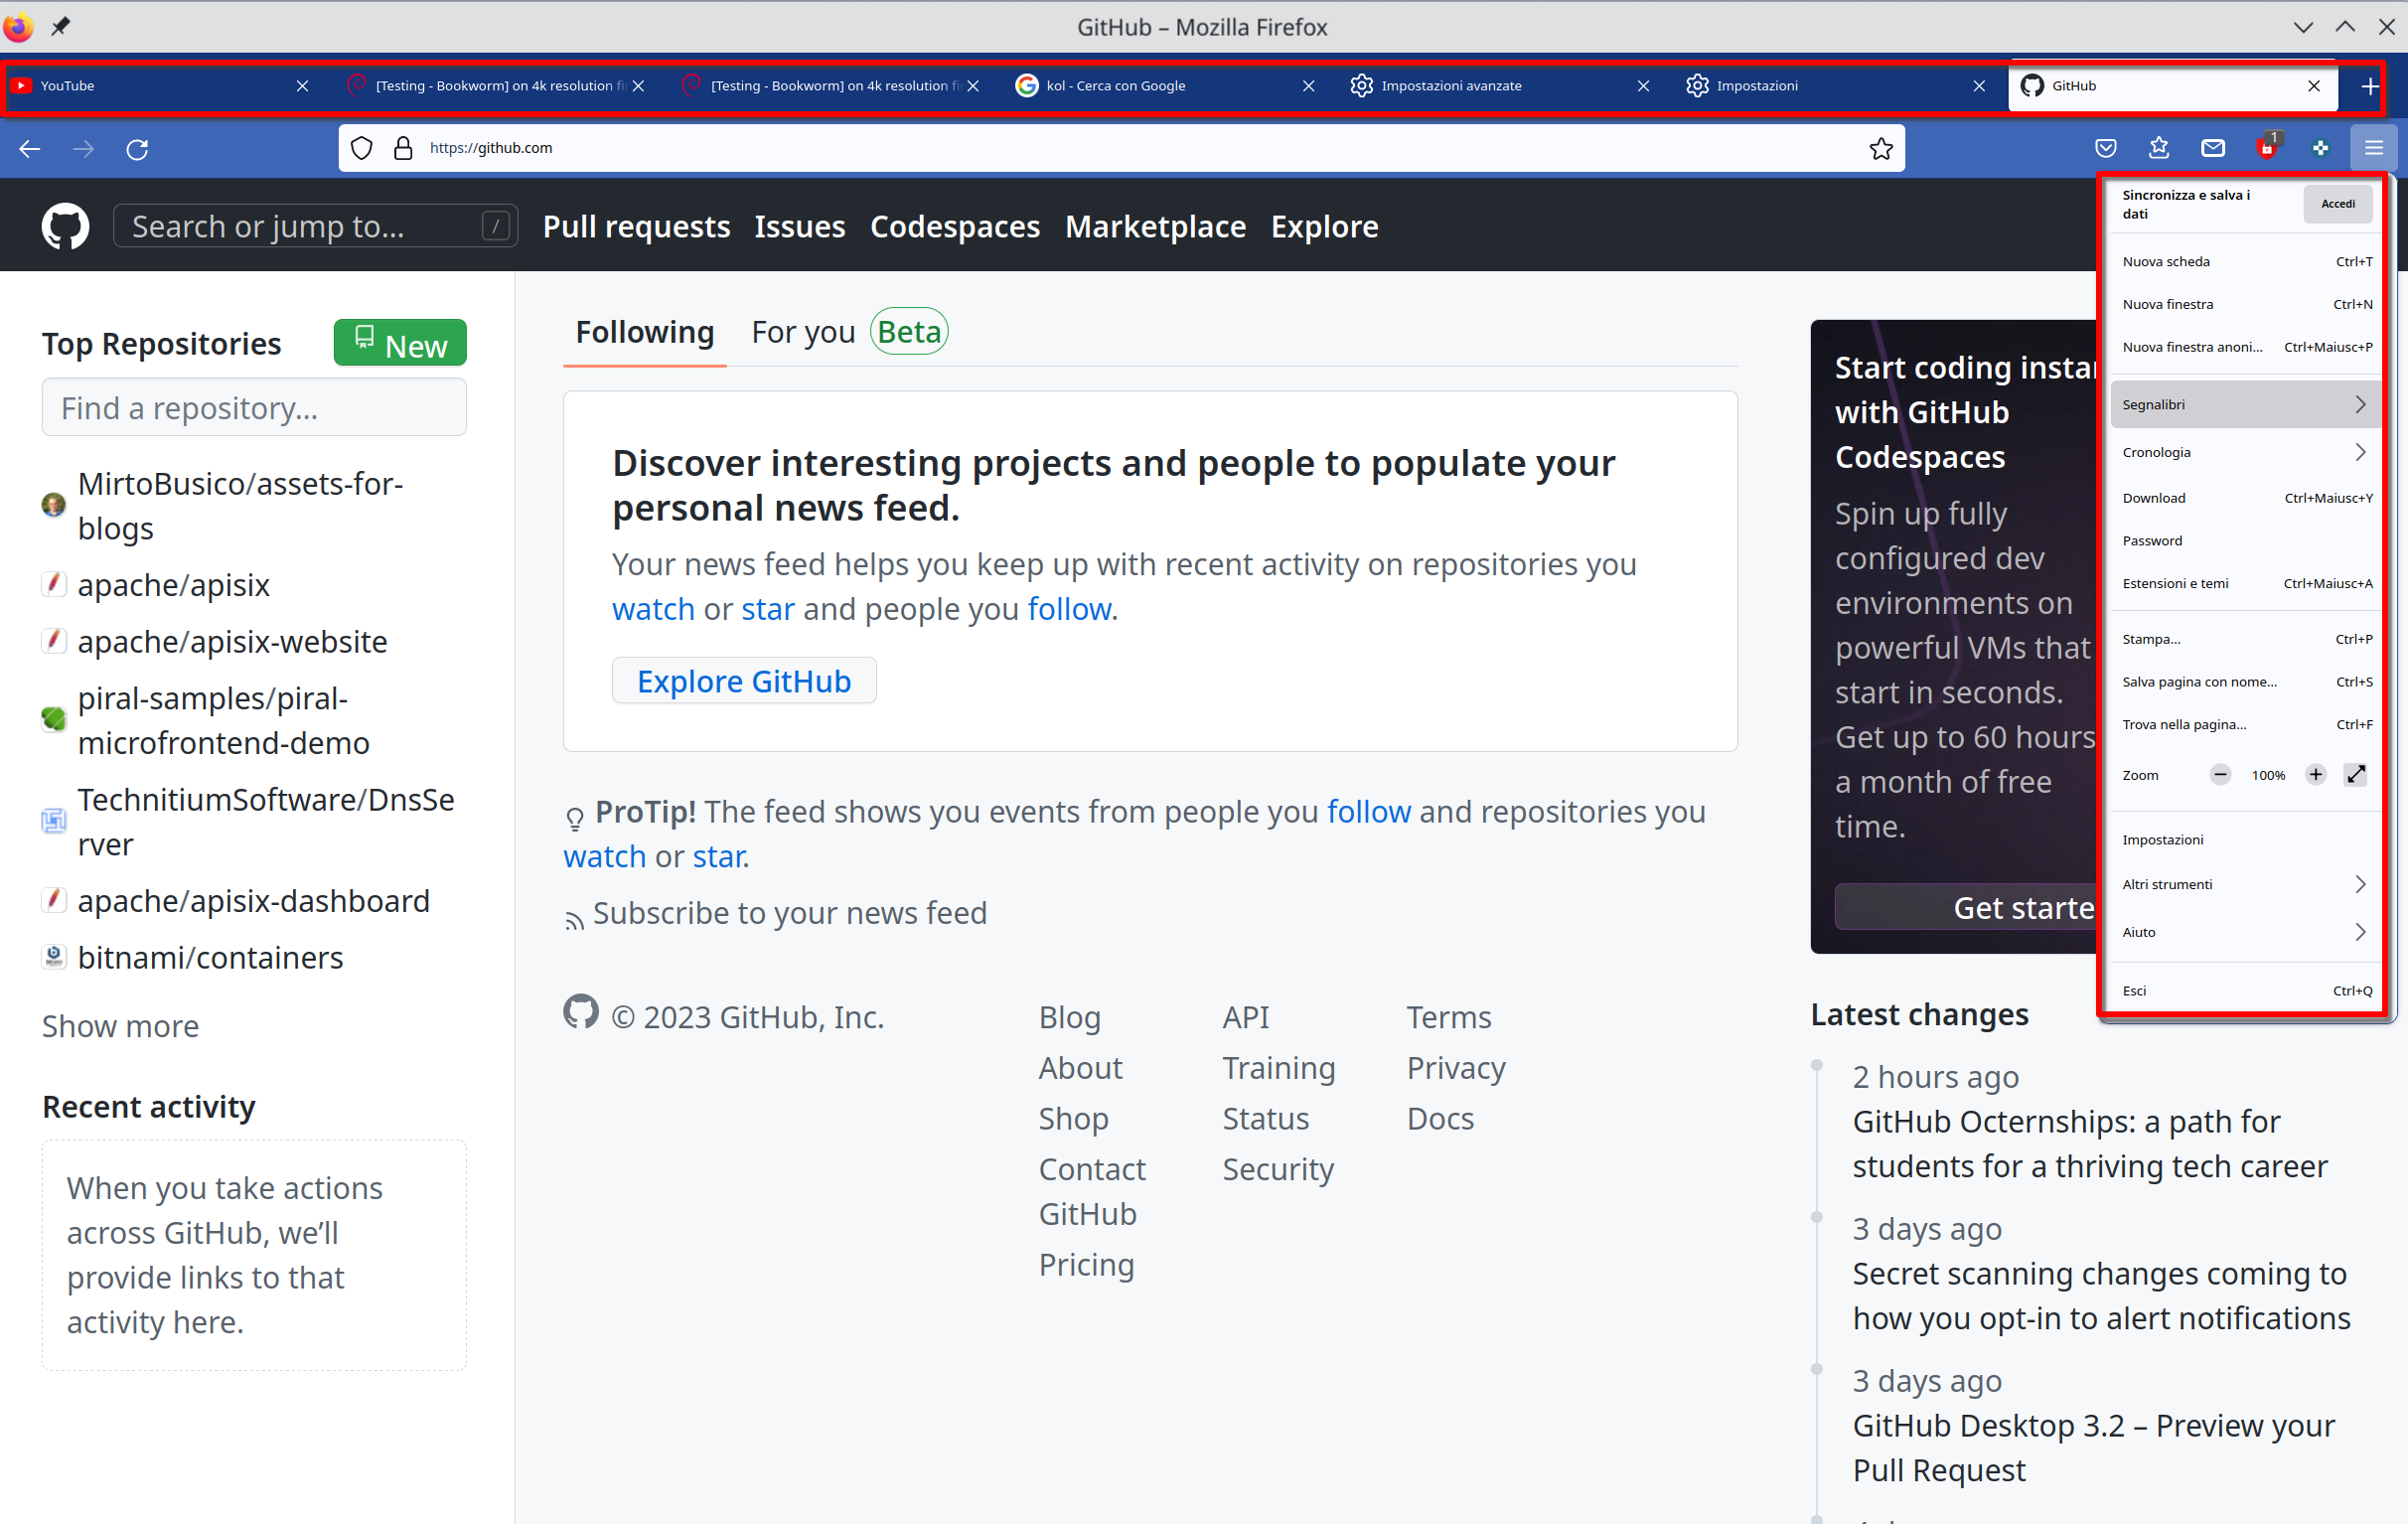 GitHub – Mozilla Firefox
YouTube
[Testing - Bookworm] on 4k resolution fi
[Testing - Bookworm] on 4k resolution fi
kol - Cerca con Google
Impostazioni avanzate
Impostazioni
GitHub
https://github.com
1
Search or jump to...
/
Pull requests
Issues
Codespaces
Marketplace
Explore
Top Repositories
New
Find a repository...
MirtoBusico/assets-for-
blogs
apache/apisix
apache/apisix-website
piral-samples/piral-
microfrontend-demo
TechnitiumSoftware/DnsSe
rver
apache/apisix-dashboard
bitnami/containers
Show more
Recent activity
When you take actions
across GitHub, we’ll
provide links to that
activity here.
Following
For you
Beta
Discover interesting projects and people to populate your
personal news feed.
Your news feed helps you keep up with recent activity on repositories you
watch or star and people you follow.
Explore GitHub
ProTip! The feed shows you events from people you follow and repositories you
watch or star.
Subscribe to your news feed
© 2023 GitHub, Inc.
Blog
About
Shop
Contact
GitHub
Pricing
API
Training
Status
Security
Terms
Privacy
Docs
Start coding instan
with GitHub
Codespaces
Spin up fully
configured dev
environments on
powerful VMs that
start in seconds.
Get up to 60 hours
a month of free
time.
Get starte
Latest changes
2 hours ago
GitHub Octernships: a path for
students for a thriving tech career
3 days ago
Secret scanning changes coming to
how you opt-in to alert notifications
3 days ago
GitHub Desktop 3.2 – Preview your
Pull Request
Sincronizza e salva i
dati
Accedi
Nuova scheda Ctrl+T
Nuova finestra Ctrl+N
Nuova finestra anoni... Ctrl+Maiusc+P
Segnalibri
Cronologia
Download Ctrl+Maiusc+Y
Password
Estensioni e temi Ctrl+Maiusc+A
Stampa... Ctrl+P
Salva pagina con nome... Ctrl+S
Trova nella pagina... Ctrl+F
Zoom 100%
Impostazioni
Altri strumenti
Aiuto
Esci Ctrl+Q